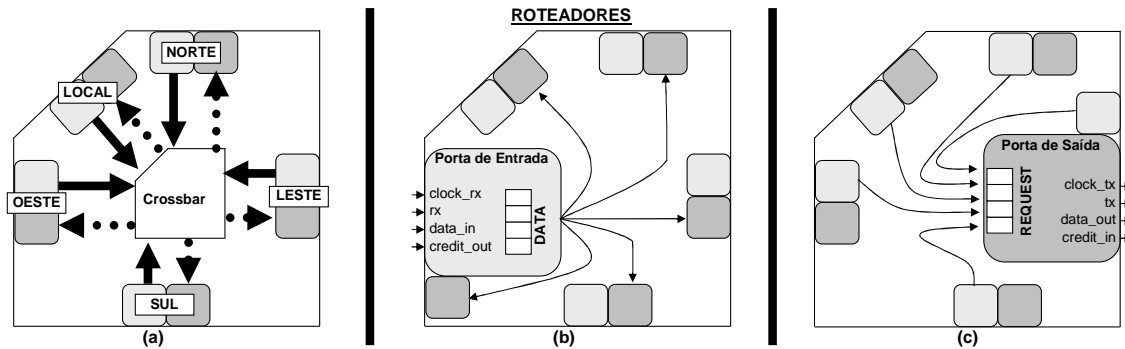 ROTEADORES
NORTE
LOCAL
OESTE
Crossbar
LESTE
SUL
(a)
Porta de Entrada
clock_rx
rx
data_in
credit_out
DATA
(b)
Porta de Saída
REQUEST
clock_tx
tx
data_out
credit_in
(c)